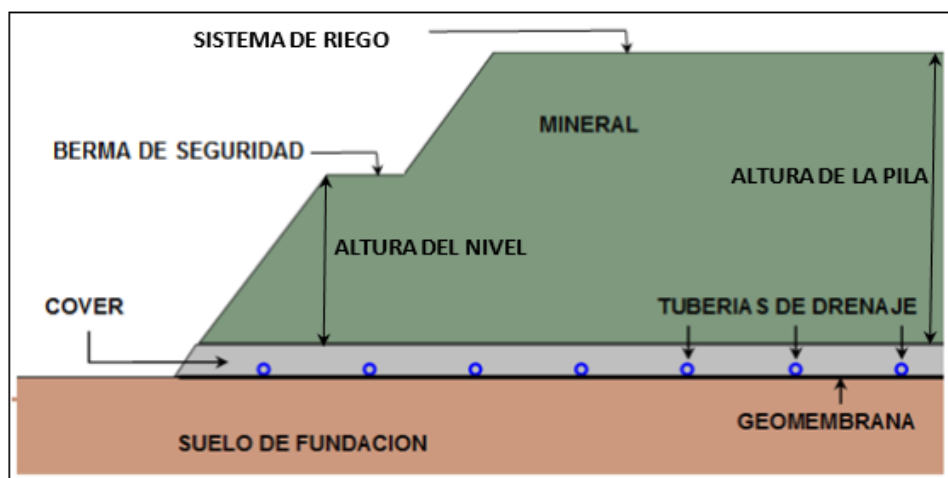 SISTEMA DE RIEGO
MINERAL
BERMA DE SEGURIDAD
ALTURA DE LA PILA
ALTURA DEL NIVEL
COVER
TUBERIAS DE DRENAJE
GEOMEMBRANA
SUELO DE FUNDACION